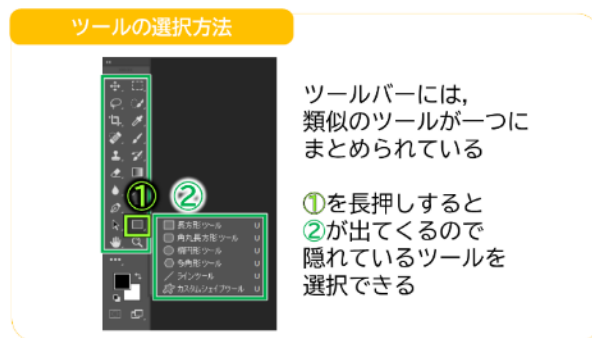 ツールの選択方法
ツールバーには,
類似のツールが一つに
まとめられている
①を長押しすると
②が出てくるので
隠れているツールを
選択できる
① ②
長方形ツール U
角丸長方形ツール U
楕円形ツール U
多角形ツール U
ラインツール U
カスタムシェイプツール U